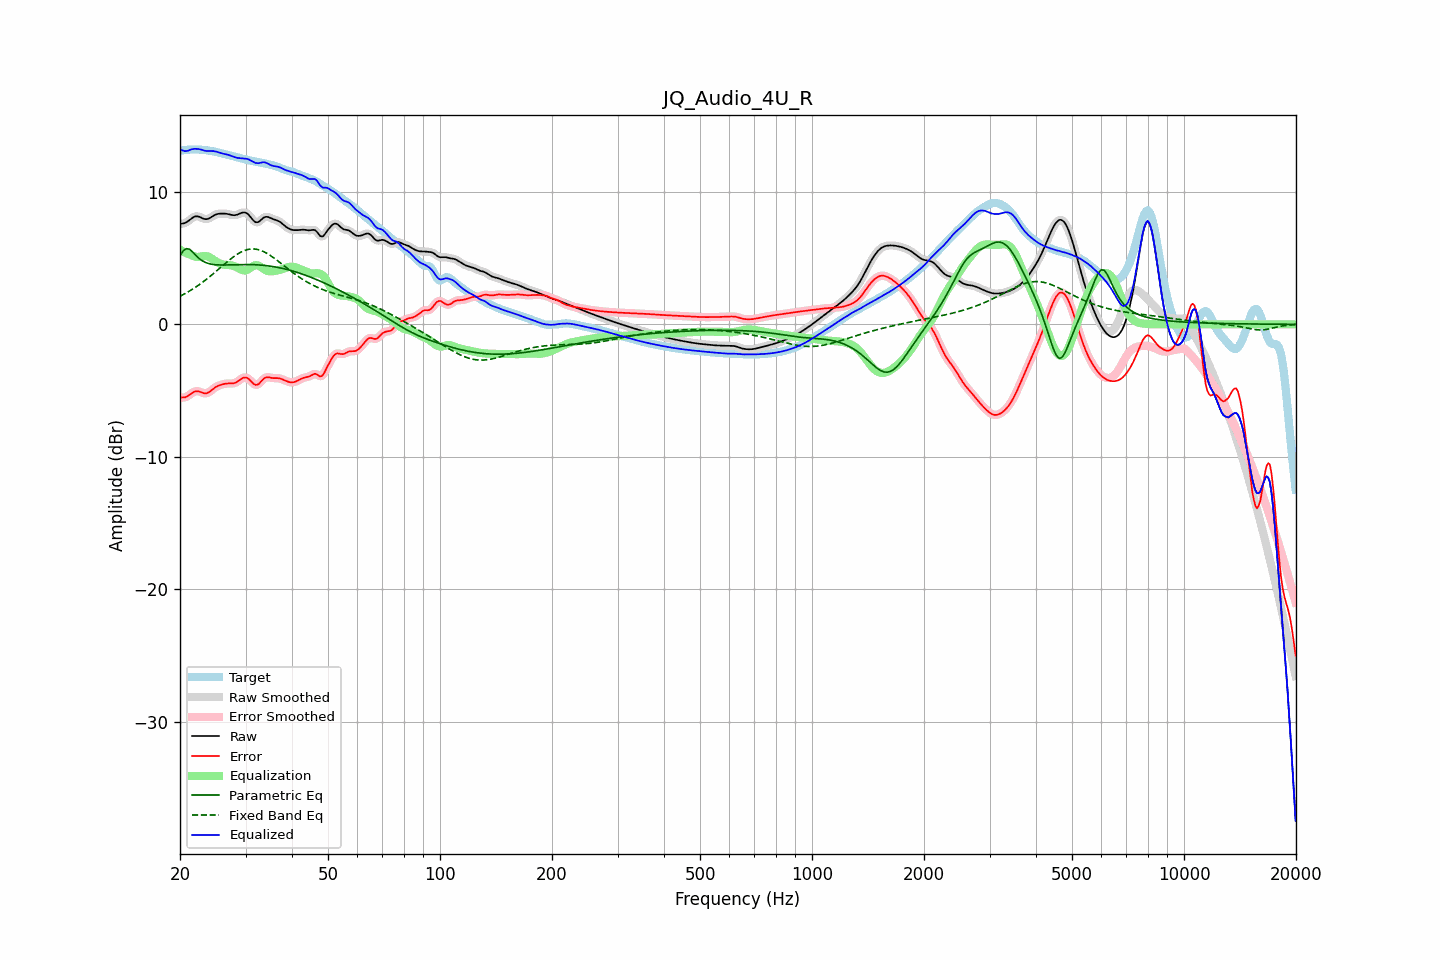 JQ_Audio_4U_R
Amplitude (dBr)
10
0
−10
−20
−30
Target
Raw Smoothed
Error Smoothed
Raw
Error
Equalization
Parametric Eq
Fixed Band Eq
Equalized
20 50 100 200 500 1000 2000 5000 10000 20000
Frequency (Hz)